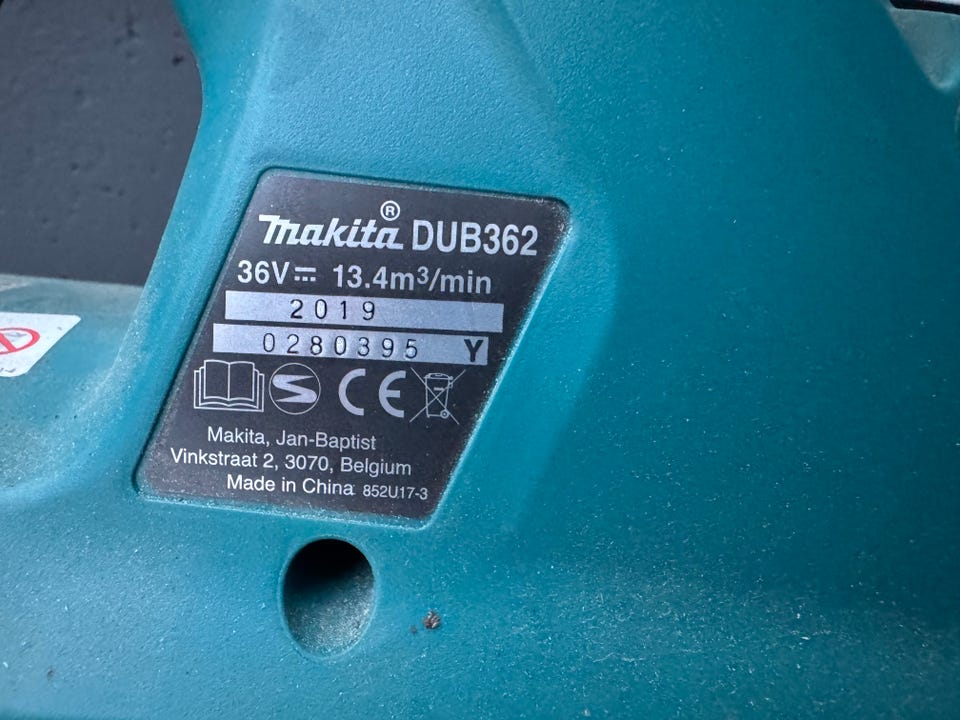 Makita® DUB362
36V⎓ 13.4m³/min
2019
0280395 Y
CE
Makita, Jan-Baptist
Vinkstraat 2, 3070, Belgium
Made in China 852U17-3